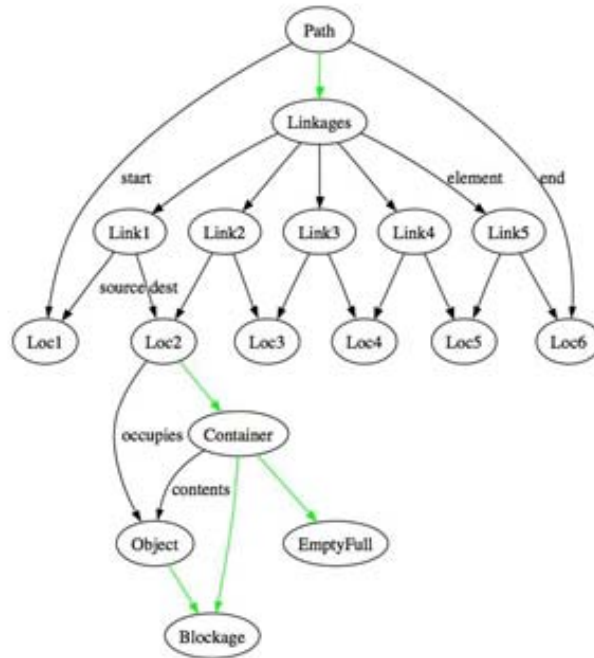 Path
Linkages
start
element
end
Link1
Link2
Link3
Link4
Link5
source dest
Loc1
Loc2
Loc3
Loc4
Loc5
Loc6
occupies
Container
contents
Object
EmptyFull
Blockage